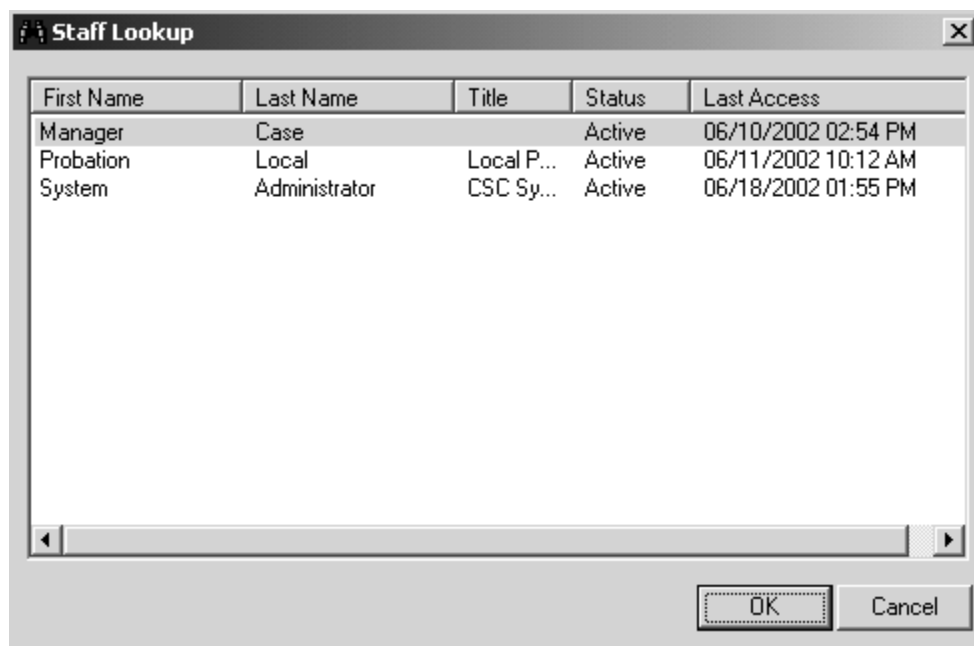 Staff Lookup
First Name Last Name Title Status Last Access
Manager Case Active 06/10/2002 02:54 PM
Probation Local Local P... Active 06/11/2002 10:12 AM
System Administrator CSC Sy... Active 06/18/2002 01:55 PM
OK Cancel